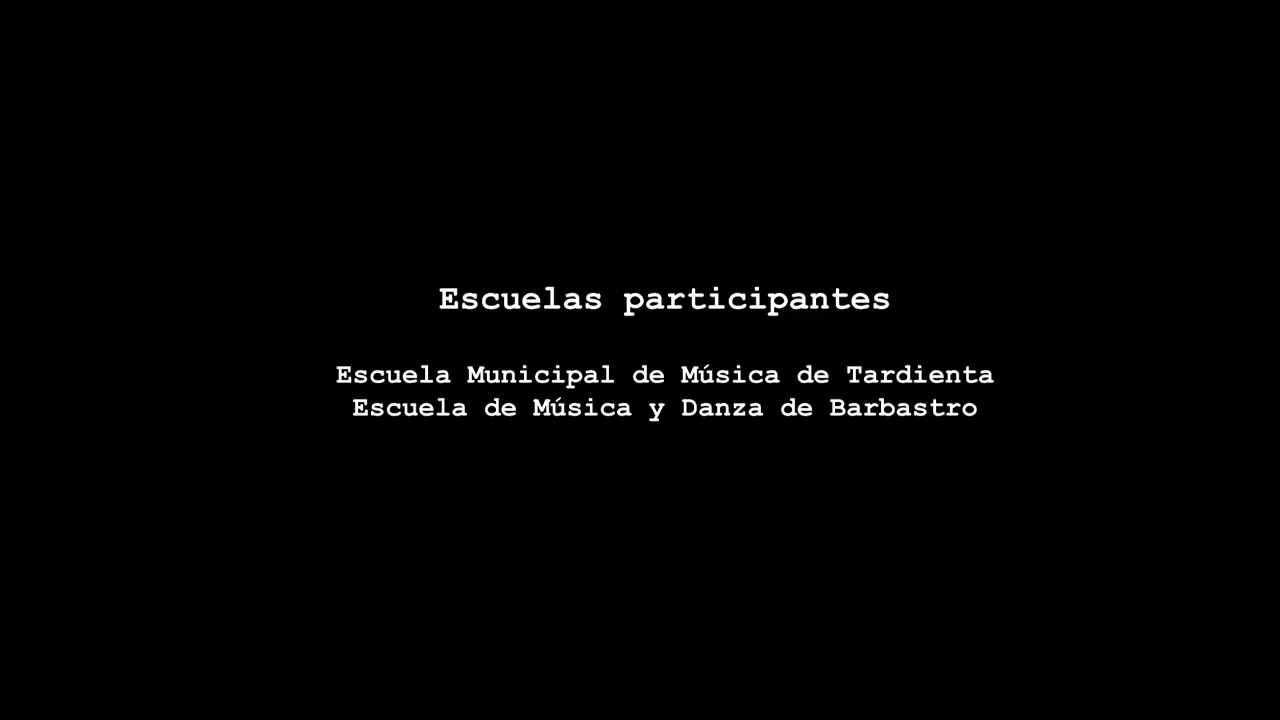 Escuelas participantes
Escuela Municipal de Música de Tardienta
Escuela de Música y Danza de Barbastro